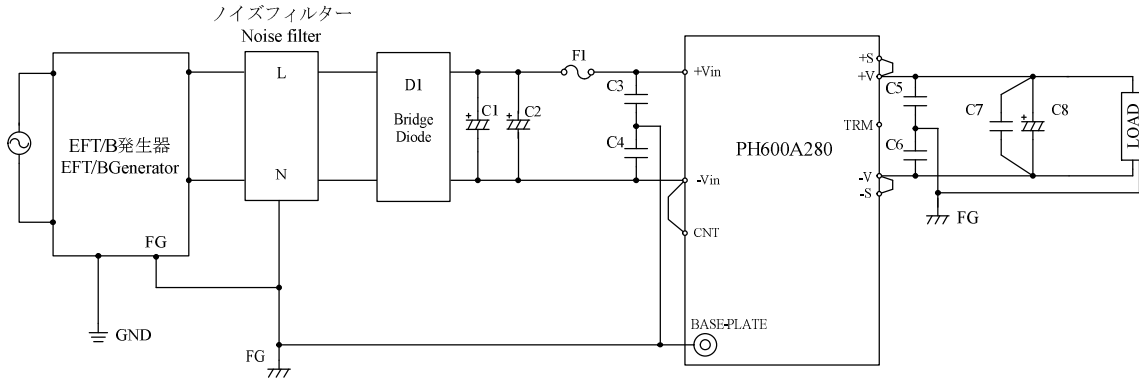 ノイズフィルター
Noise filter
L
N
EFT/B発生器
EFT/BGenerator
FG
GND
FG
D1
Bridge
Diode
+
C1
+
C2
F1
C3
C4
+Vin
-Vin
CNT
BASE-PLATE
PH600A280
+S
+V
TRM
-V
-S
C5
C6
C7
+
C8
LOAD
FG